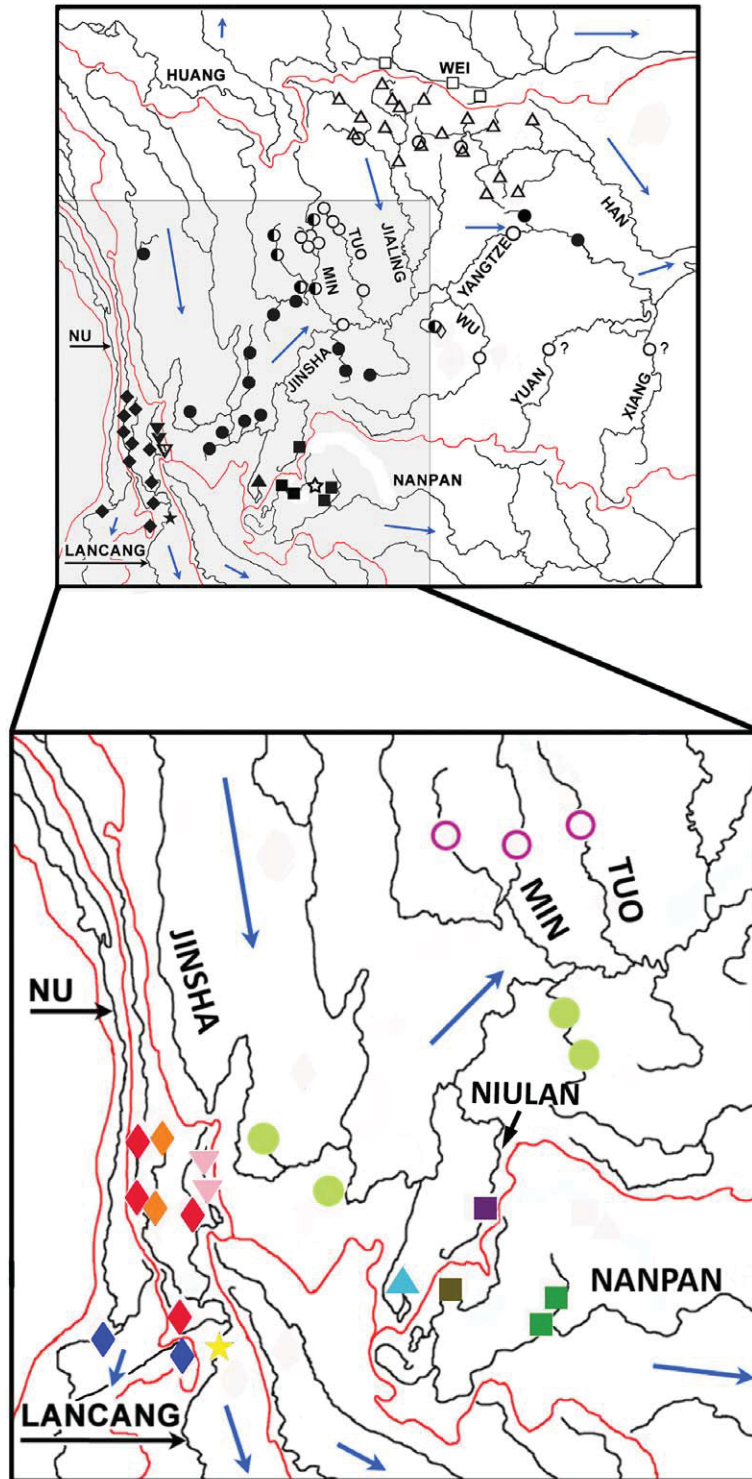 HUANG
WEI
HAN
TUO
JIALING
MIN
YANGTZE
WU
NU
JINSHA
YUAN
?
XIANG
?
NANPAN
LANCANG
JINSHA
MIN
TUO
NU
NIULAN
NANPAN
LANCANG